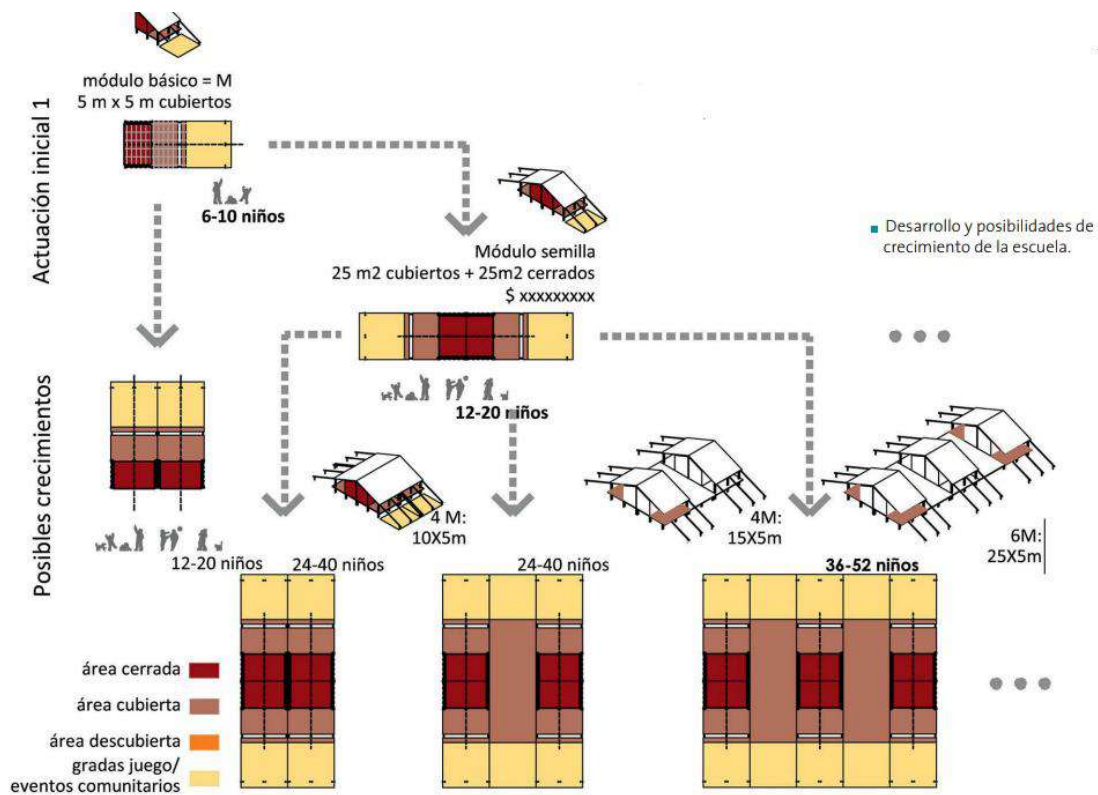 Actuación inicial 1
módulo básico = M
5 m x 5 m cubiertos
6-10 niños
Módulo semilla
25 m2 cubiertos + 25m2 cerrados
$ xxxxxxxxx
12-20 niños
■ Desarrollo y posibilidades de
crecimiento de la escuela.
Posibles crecimientos
12-20 niños
24-40 niños
4 M:
10X5m
24-40 niños
4M:
15X5m
36-52 niños
6M:
25X5m
área cerrada
área cubierta
área descubierta
gradas juego/
eventos comunitarios